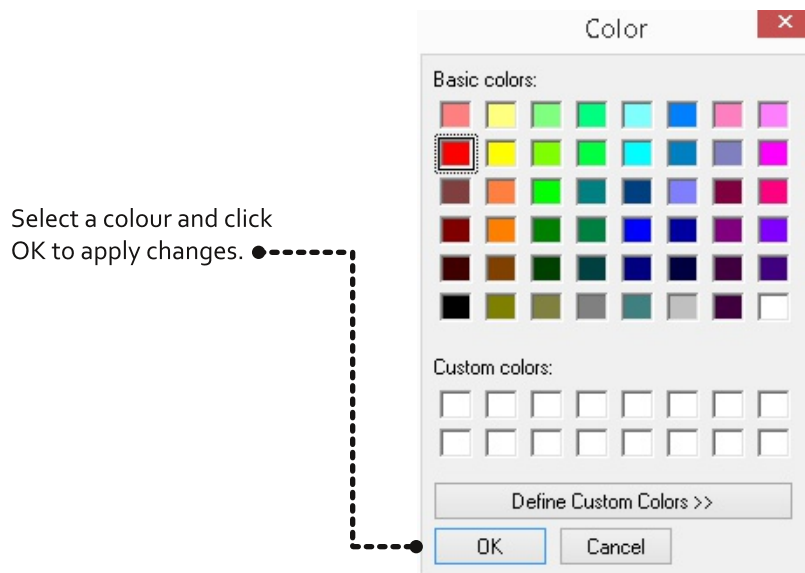 Color
Basic colors:
Select a colour and click
OK to apply changes.
Custom colors:
Define Custom Colors >>
OK
Cancel